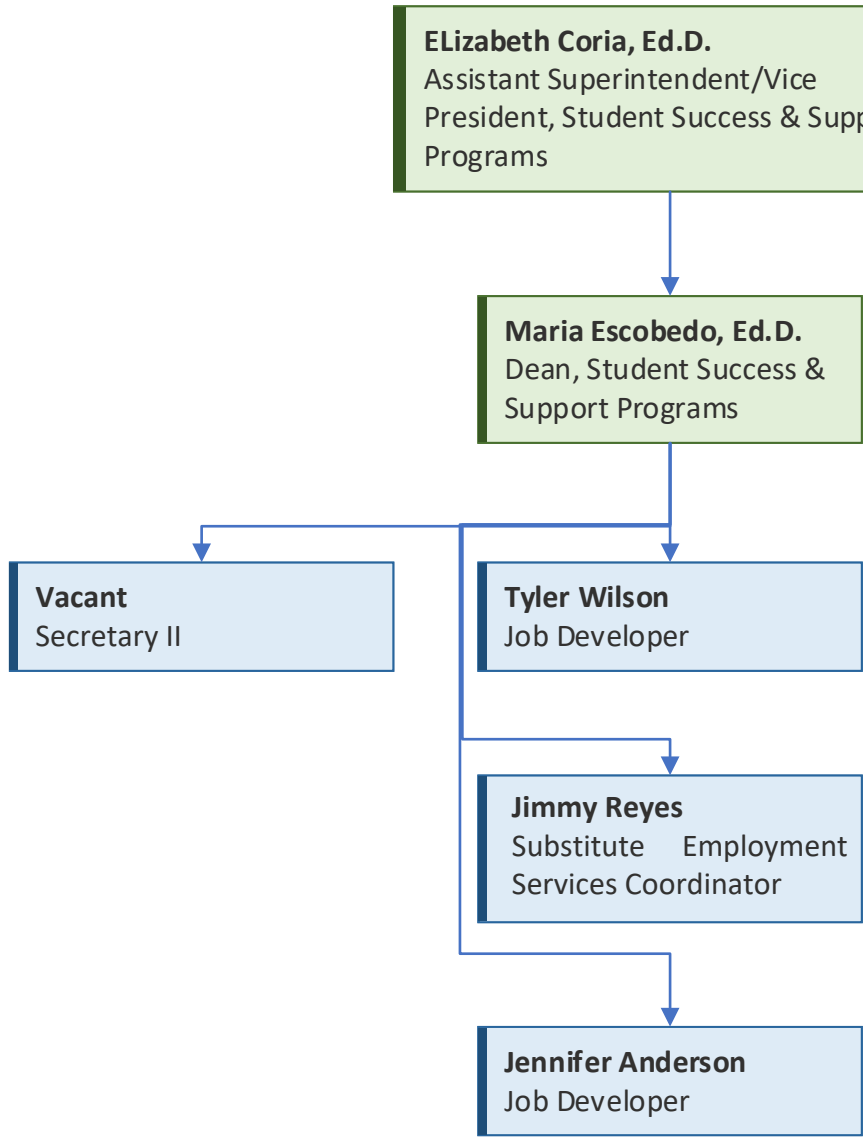 ELizabeth Coria, Ed.D.
Assistant Superintendent/Vice
President, Student Success &
Programs
Maria Escobedo, Ed.D.
Dean, Student Success &
Support Programs
Vacant
Secretary II
Tyler Wilson
Job Developer
Jimmy Reyes
Substitute Employment
Services Coordinator
Jennifer Anderson
Job Developer